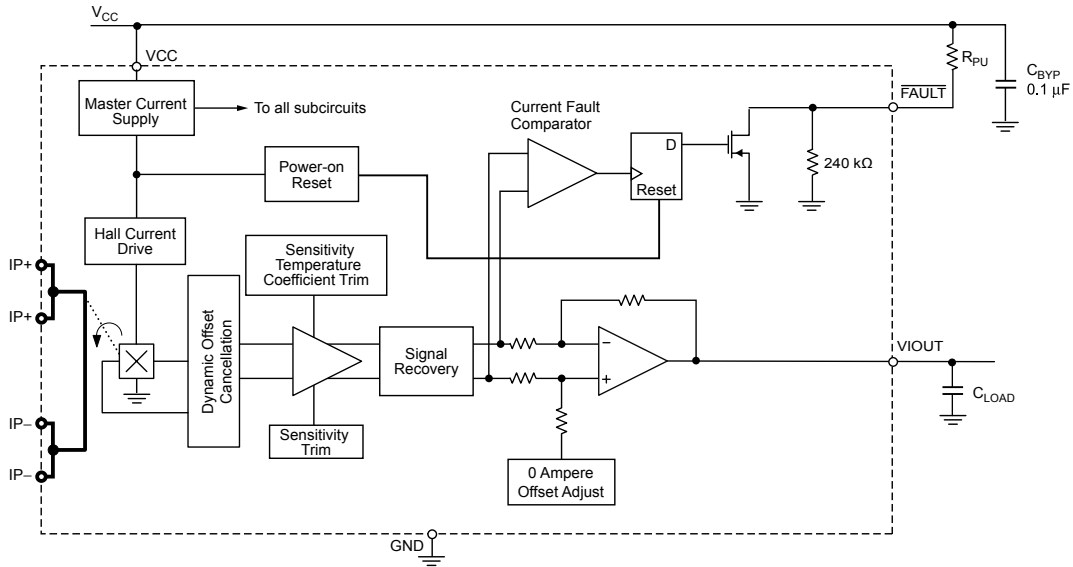 VCC
VCC
Master Current
Supply
To all subcircuits
Current Fault
Comparator
FAULT
RPU
CBYP
0.1 µF
Power-on
Reset
D
Reset
240 kΩ
Hall Current
Drive
IP+
IP+
IP–
IP–
Dynamic Offset
Cancellation
Sensitivity
Temperature
Coefficient Trim
Sensitivity
Trim
Signal
Recovery
–
+
0 Ampere
Offset Adjust
VIOUT
CLOAD
GND